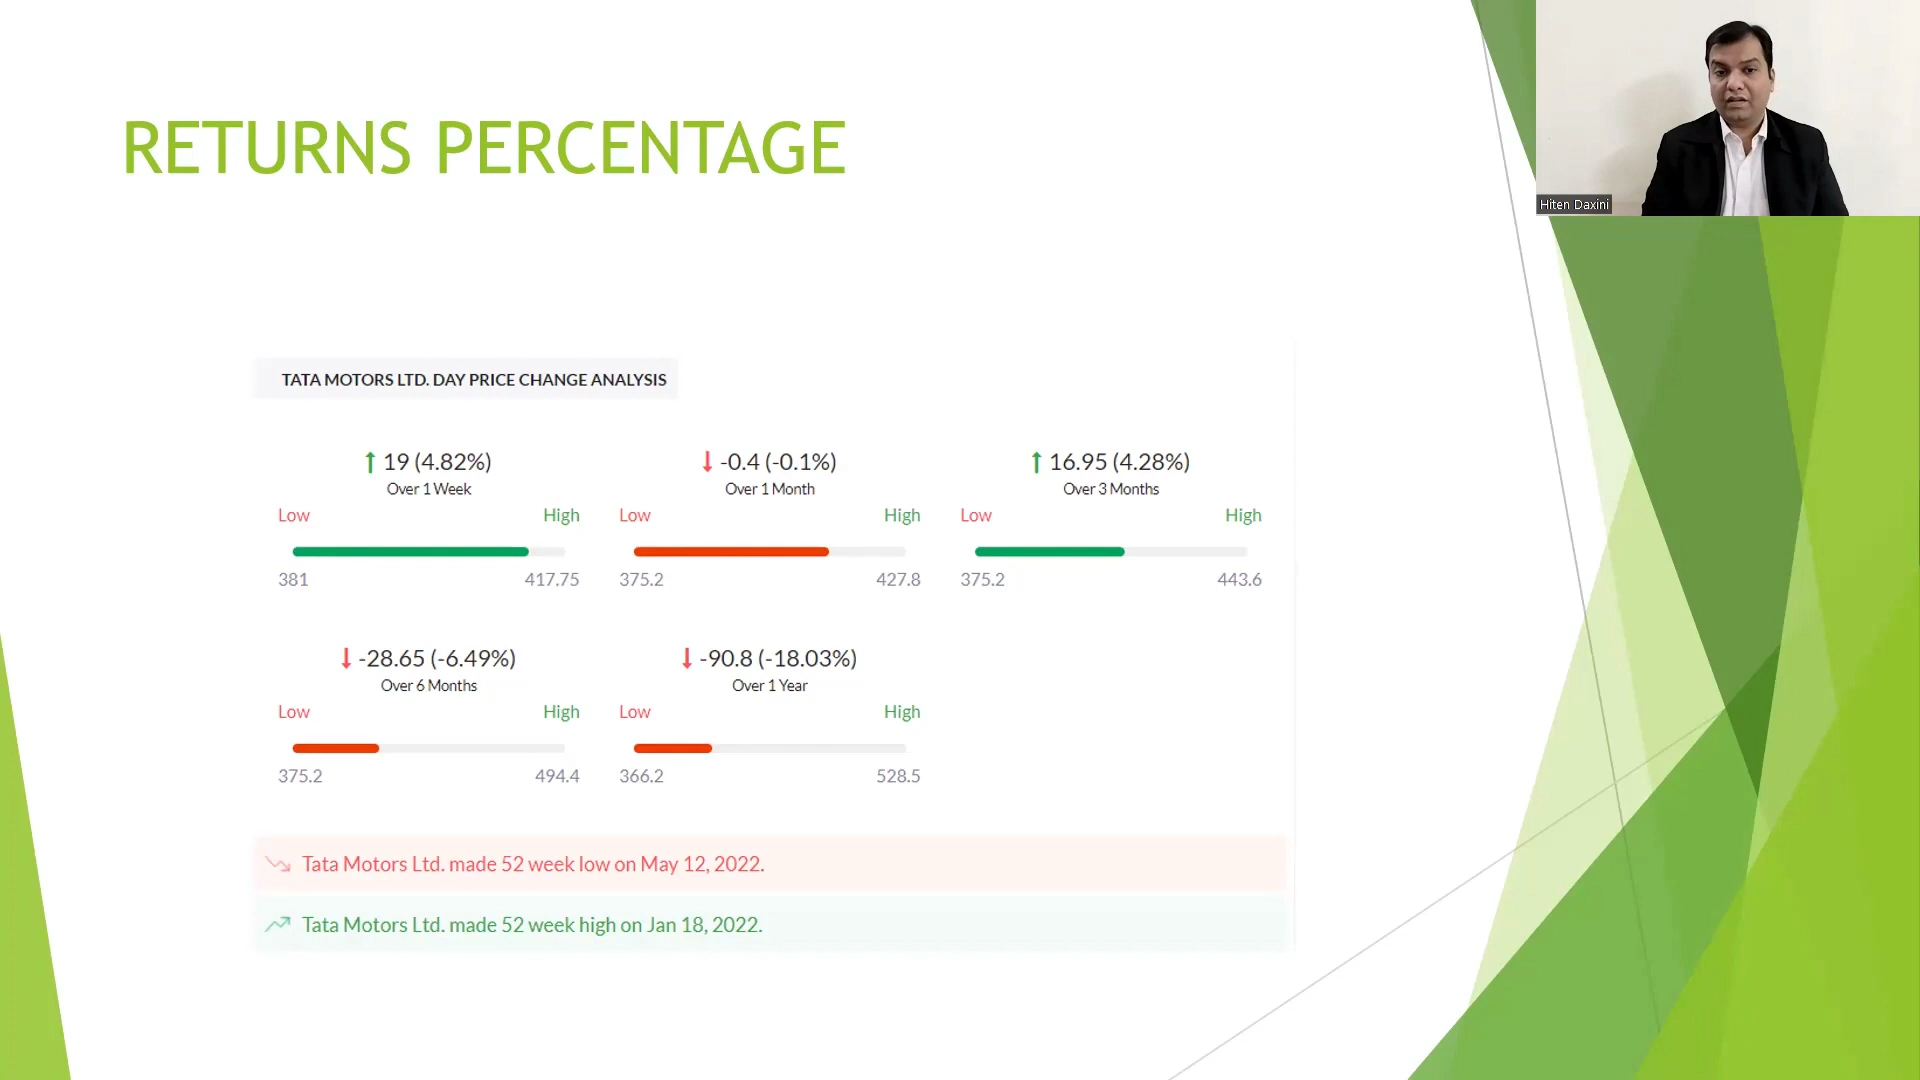 RETURNS PERCENTAGE
Hiten Daxini
TATA MOTORS LTD. DAY PRICE CHANGE ANALYSIS
19 (4.82%)
Over 1 Week
Low High
381 417.75
-0.4 (-0.1%)
Over 1 Month
Low High
375.2 427.8
16.95 (4.28%)
Over 3 Months
Low High
375.2 443.6
-28.65 (-6.49%)
Over 6 Months
Low High
375.2 494.4
-90.8 (-18.03%)
Over 1 Year
Low High
366.2 528.5
Tata Motors Ltd. made 52 week low on May 12, 2022.
Tata Motors Ltd. made 52 week high on Jan 18, 2022.